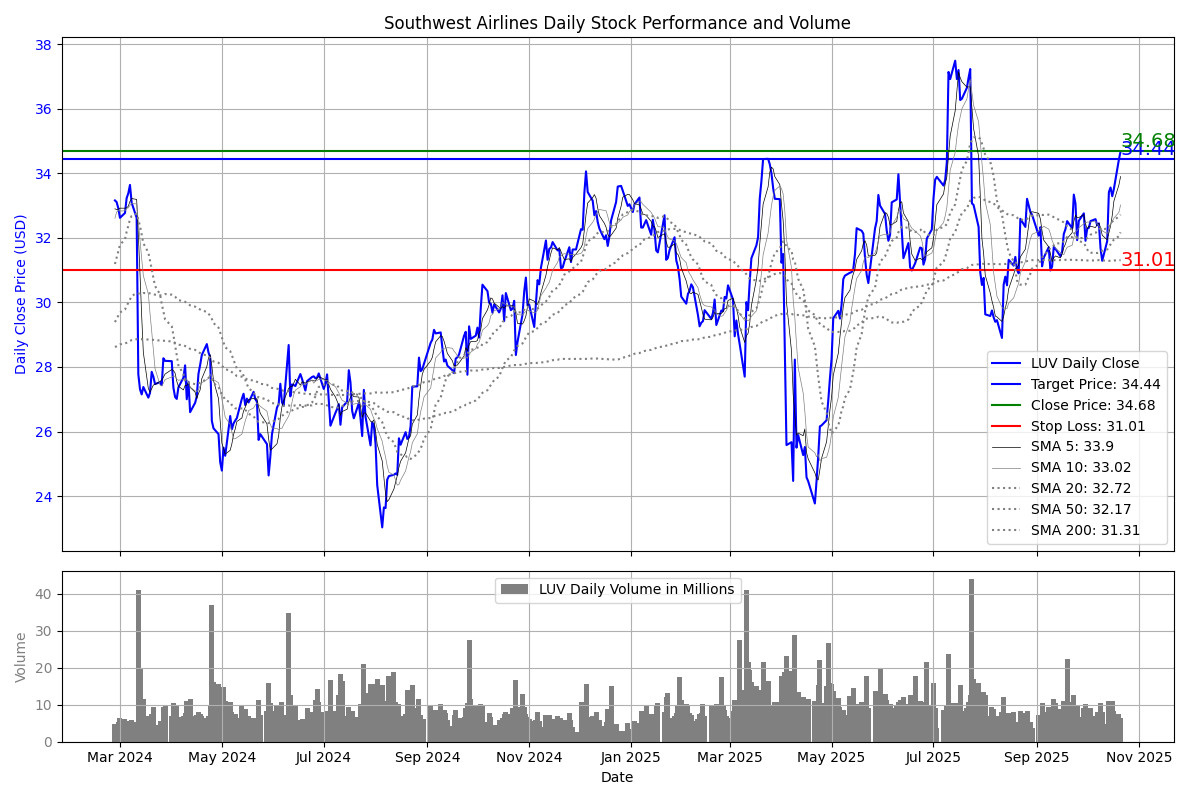 Southwest Airlines Daily Stock Performance and Volume
Daily Close Price (USD)
38
36
34
32
30
28
26
24
34.68
34.44
31.01
LUV Daily Close
Target Price: 34.44
Close Price: 34.68
Stop Loss: 31.01
SMA 5: 33.9
SMA 10: 33.02
SMA 20: 32.72
SMA 50: 32.17
SMA 200: 31.31
Volume
40
30
20
10
0
LUV Daily Volume in Millions
Mar 2024 May 2024 Jul 2024 Sep 2024 Nov 2024 Jan 2025 Mar 2025 May 2025 Jul 2025 Sep 2025 Nov 2025
Date